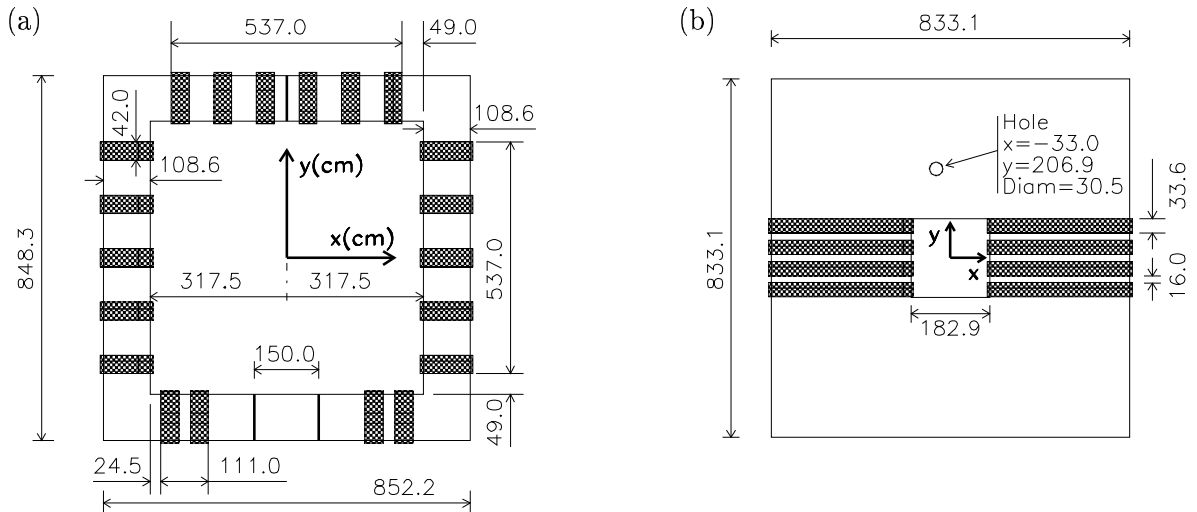 (a)
537.0
49.0
42.0
108.6
108.6
y(cm)
x(cm)
848.3
317.5
317.5
537.0
150.0
49.0
24.5
111.0
852.2
(b)
833.1
Hole
x=−33.0
y=206.9
Diam=30.5
33.6
y
x
833.1
16.0
182.9